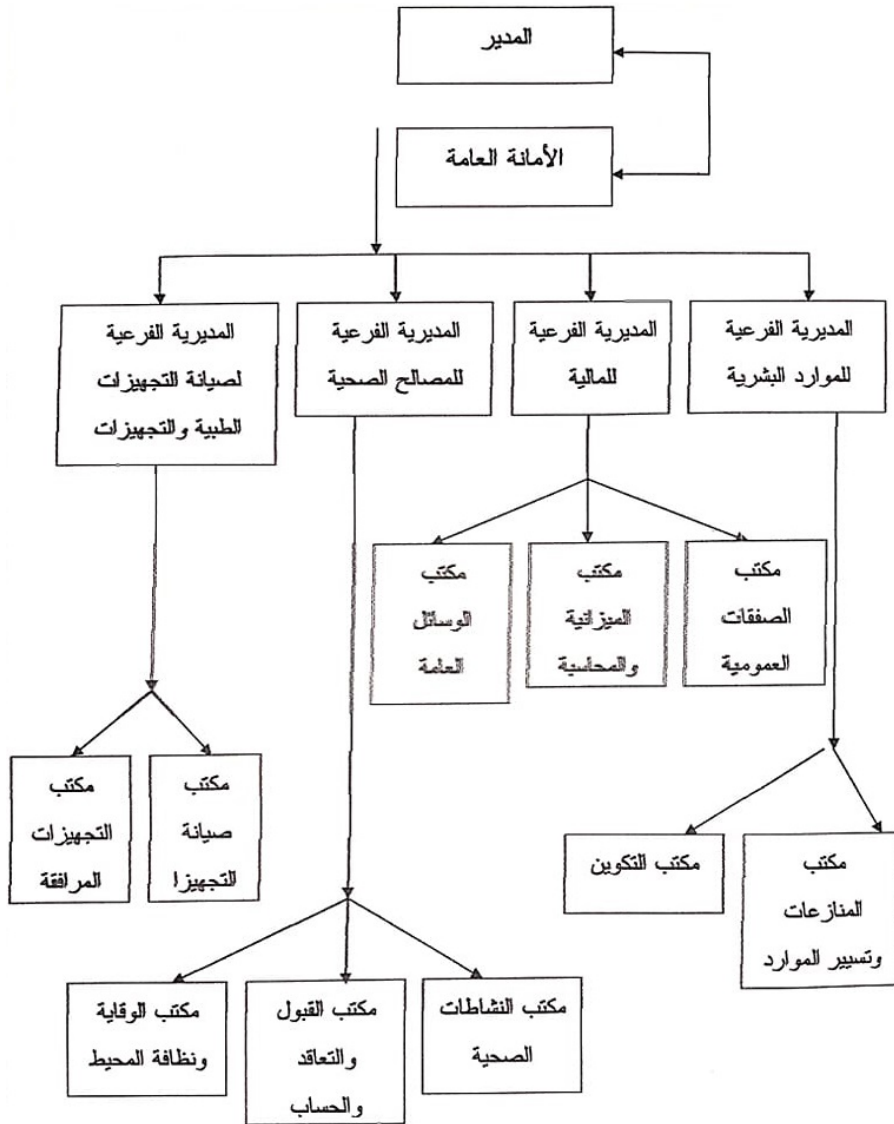 المدير
الأمانة العامة
المديرية الفرعية
للموارد البشرية
المديرية الفرعية
للمالية
المديرية الفرعية
للمصالح الصحية
المديرية الفرعية
لصيانة التجهيزات
الطبية والتجهيزات
مكتب
الصفقات
العمومية
مكتب
الميزانية
والمحاسبة
مكتب
الوسائل
العامة
مكتب
المنازعات
وتسيير الموارد
مكتب التكوين
مكتب
صيانة
التجهيزا
مكتب
التجهيزات
المرافقة
مكتب النشاطات
الصحية
مكتب القبول
والتعاقد
والحساب
مكتب الوقاية
ونظافة المحيط